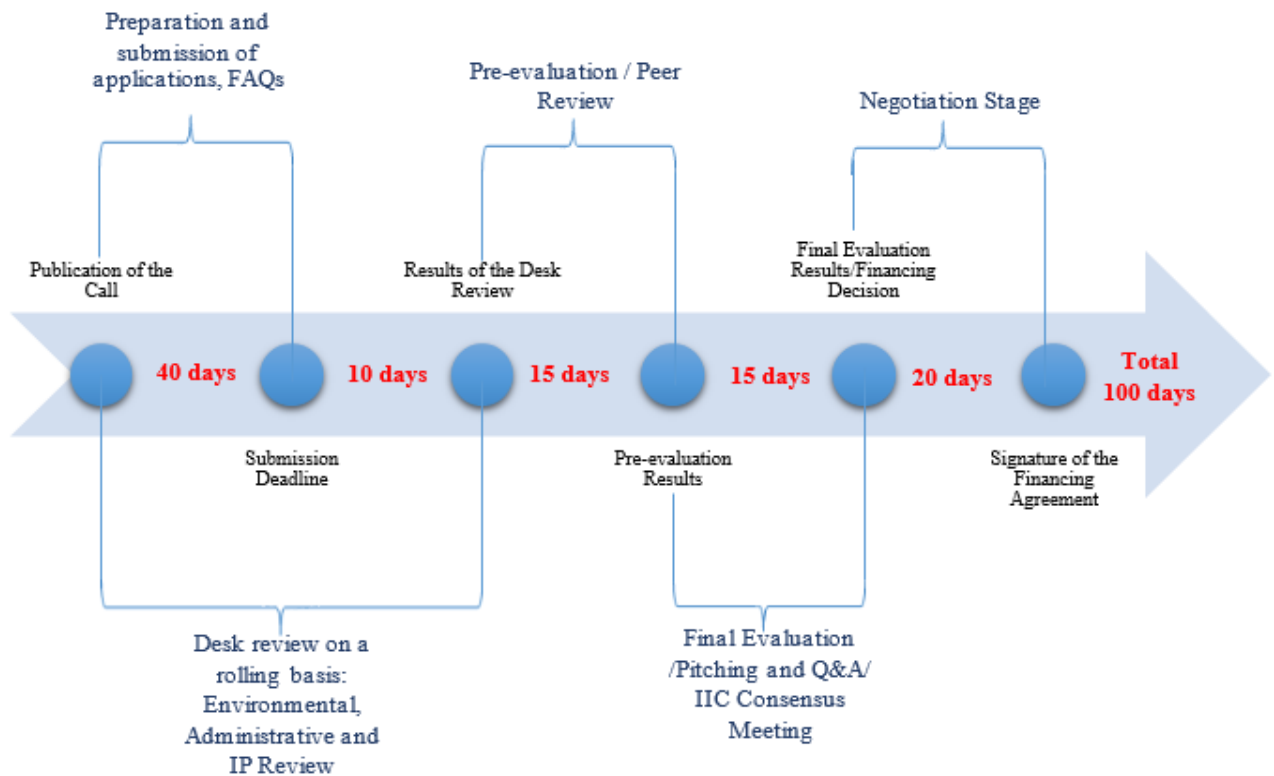 Preparation and
submission of
applications, FAQs
Pre-evaluation / Peer
Review
Negotiation Stage
Publication of the
Call
Results of the Desk
Review
Final Evaluation
Results/Financing
Decision
40 days
10 days
15 days
15 days
20 days
Total
100 days
Submission
Deadline
Pre-evaluation
Results
Signature of the
Financing
Agreement
Desk review on a
rolling basis:
Environmental,
Administrative and
IP Review
Final Evaluation
/Pitching and Q&A/
IIC Consensus
Meeting